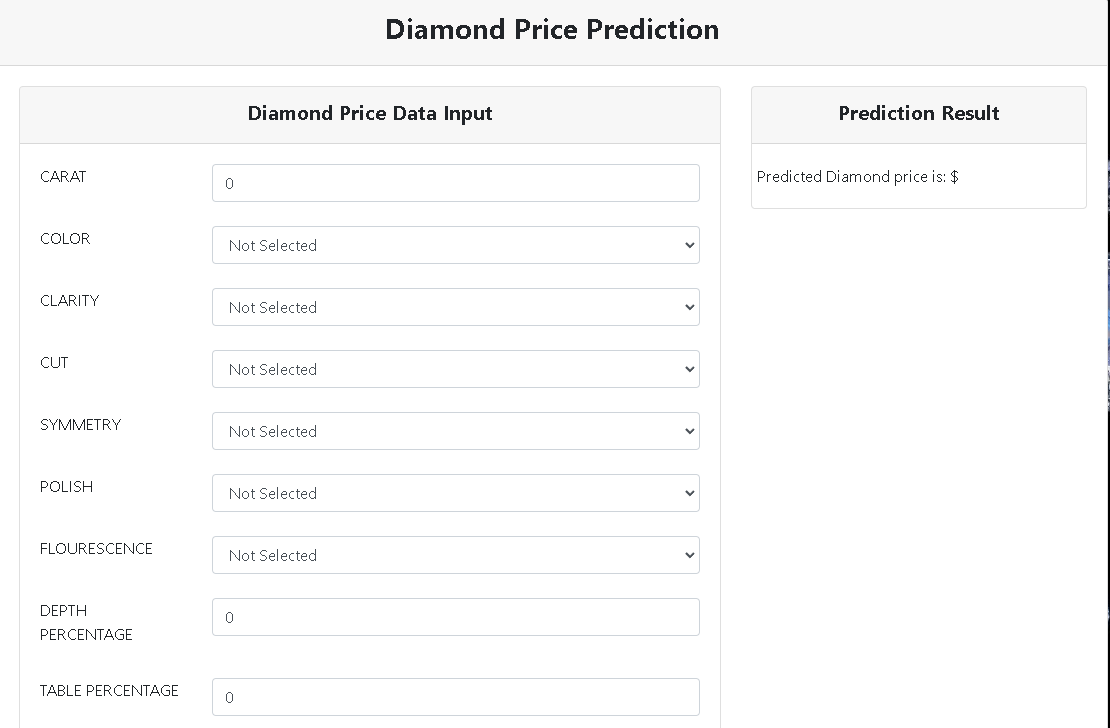 Diamond Price Prediction
Diamond Price Data Input
CARAT
0
COLOR
Not Selected
CLARITY
Not Selected
CUT
Not Selected
SYMMETRY
Not Selected
POLISH
Not Selected
FLOURESCENCE
Not Selected
DEPTH
PERCENTAGE
0
TABLE PERCENTAGE
0
Prediction Result
Predicted Diamond price is: $